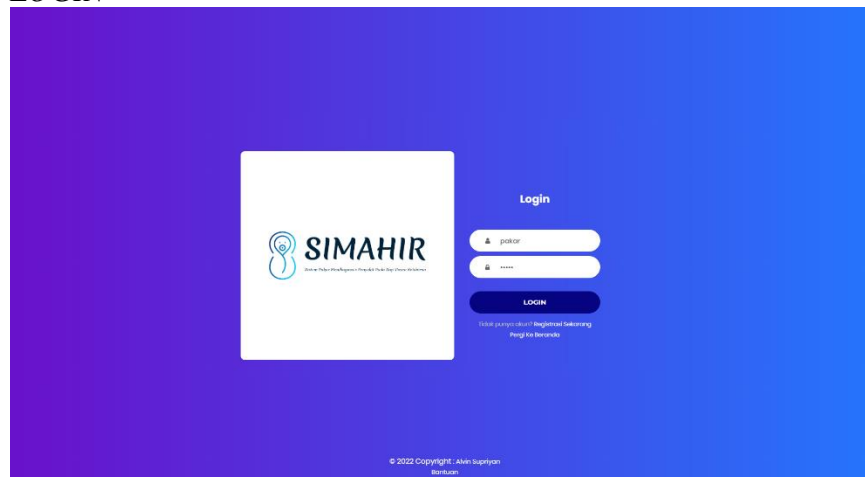 LOGIN
Login
SIMAHIR
pakar
•••••
LOGIN
Tidak punya akun? Registrasi Sekarang
Pergi Ke Beranda
© 2022 Copyright : Alvin Supriyan
Bantuan